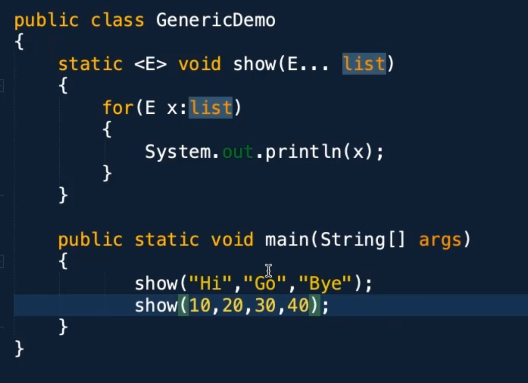 public class GenericDemo
{
    static <E> void show(E... list)
    {
        for(E x:list)
        {
            System.out.println(x);
        }
    }
    public static void main(String[] args)
    {
            show("Hi","Go","Bye");
            show(10,20,30,40);
    }
}